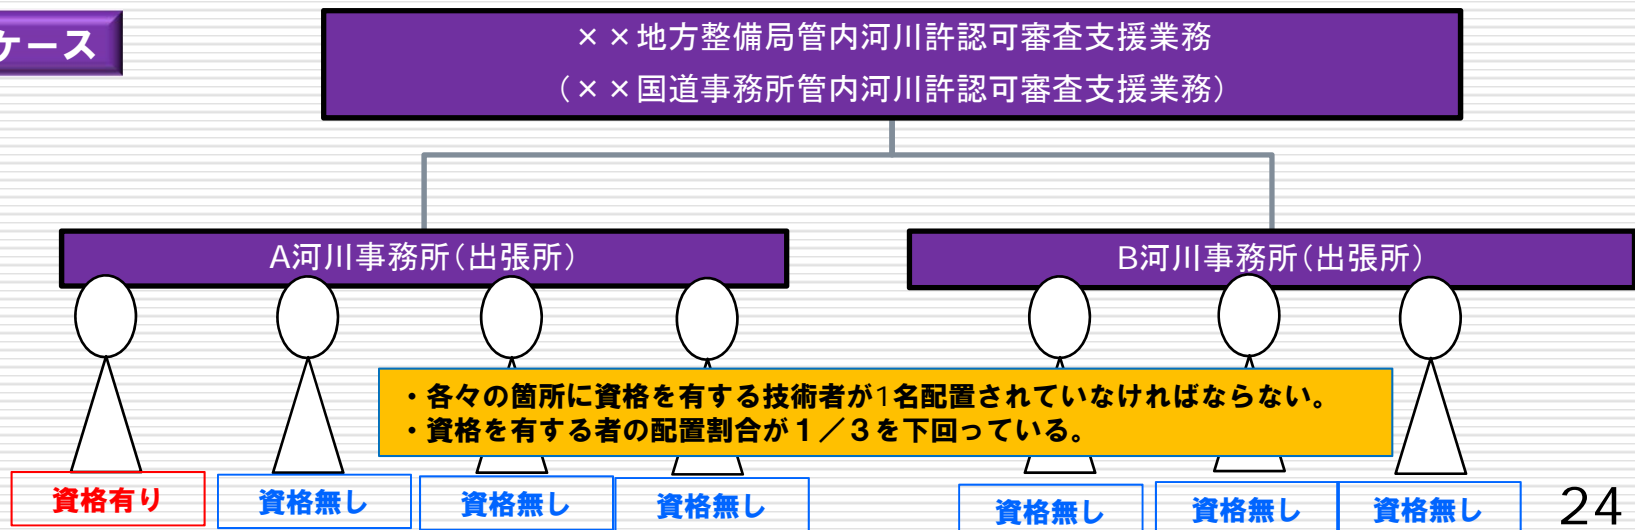 ケース
××地方整備局管内河川許認可審査支援業務
（××国道事務所管内河川許認可審査支援業務）
A河川事務所（出張所）
B河川事務所（出張所）
・各々の箇所に資格を有する技術者が1名配置されていなければならない。
・資格を有する者の配置割合が１／３を下回っている。
資格有り
資格無し
資格無し
資格無し
資格無し
資格無し
資格無し
24